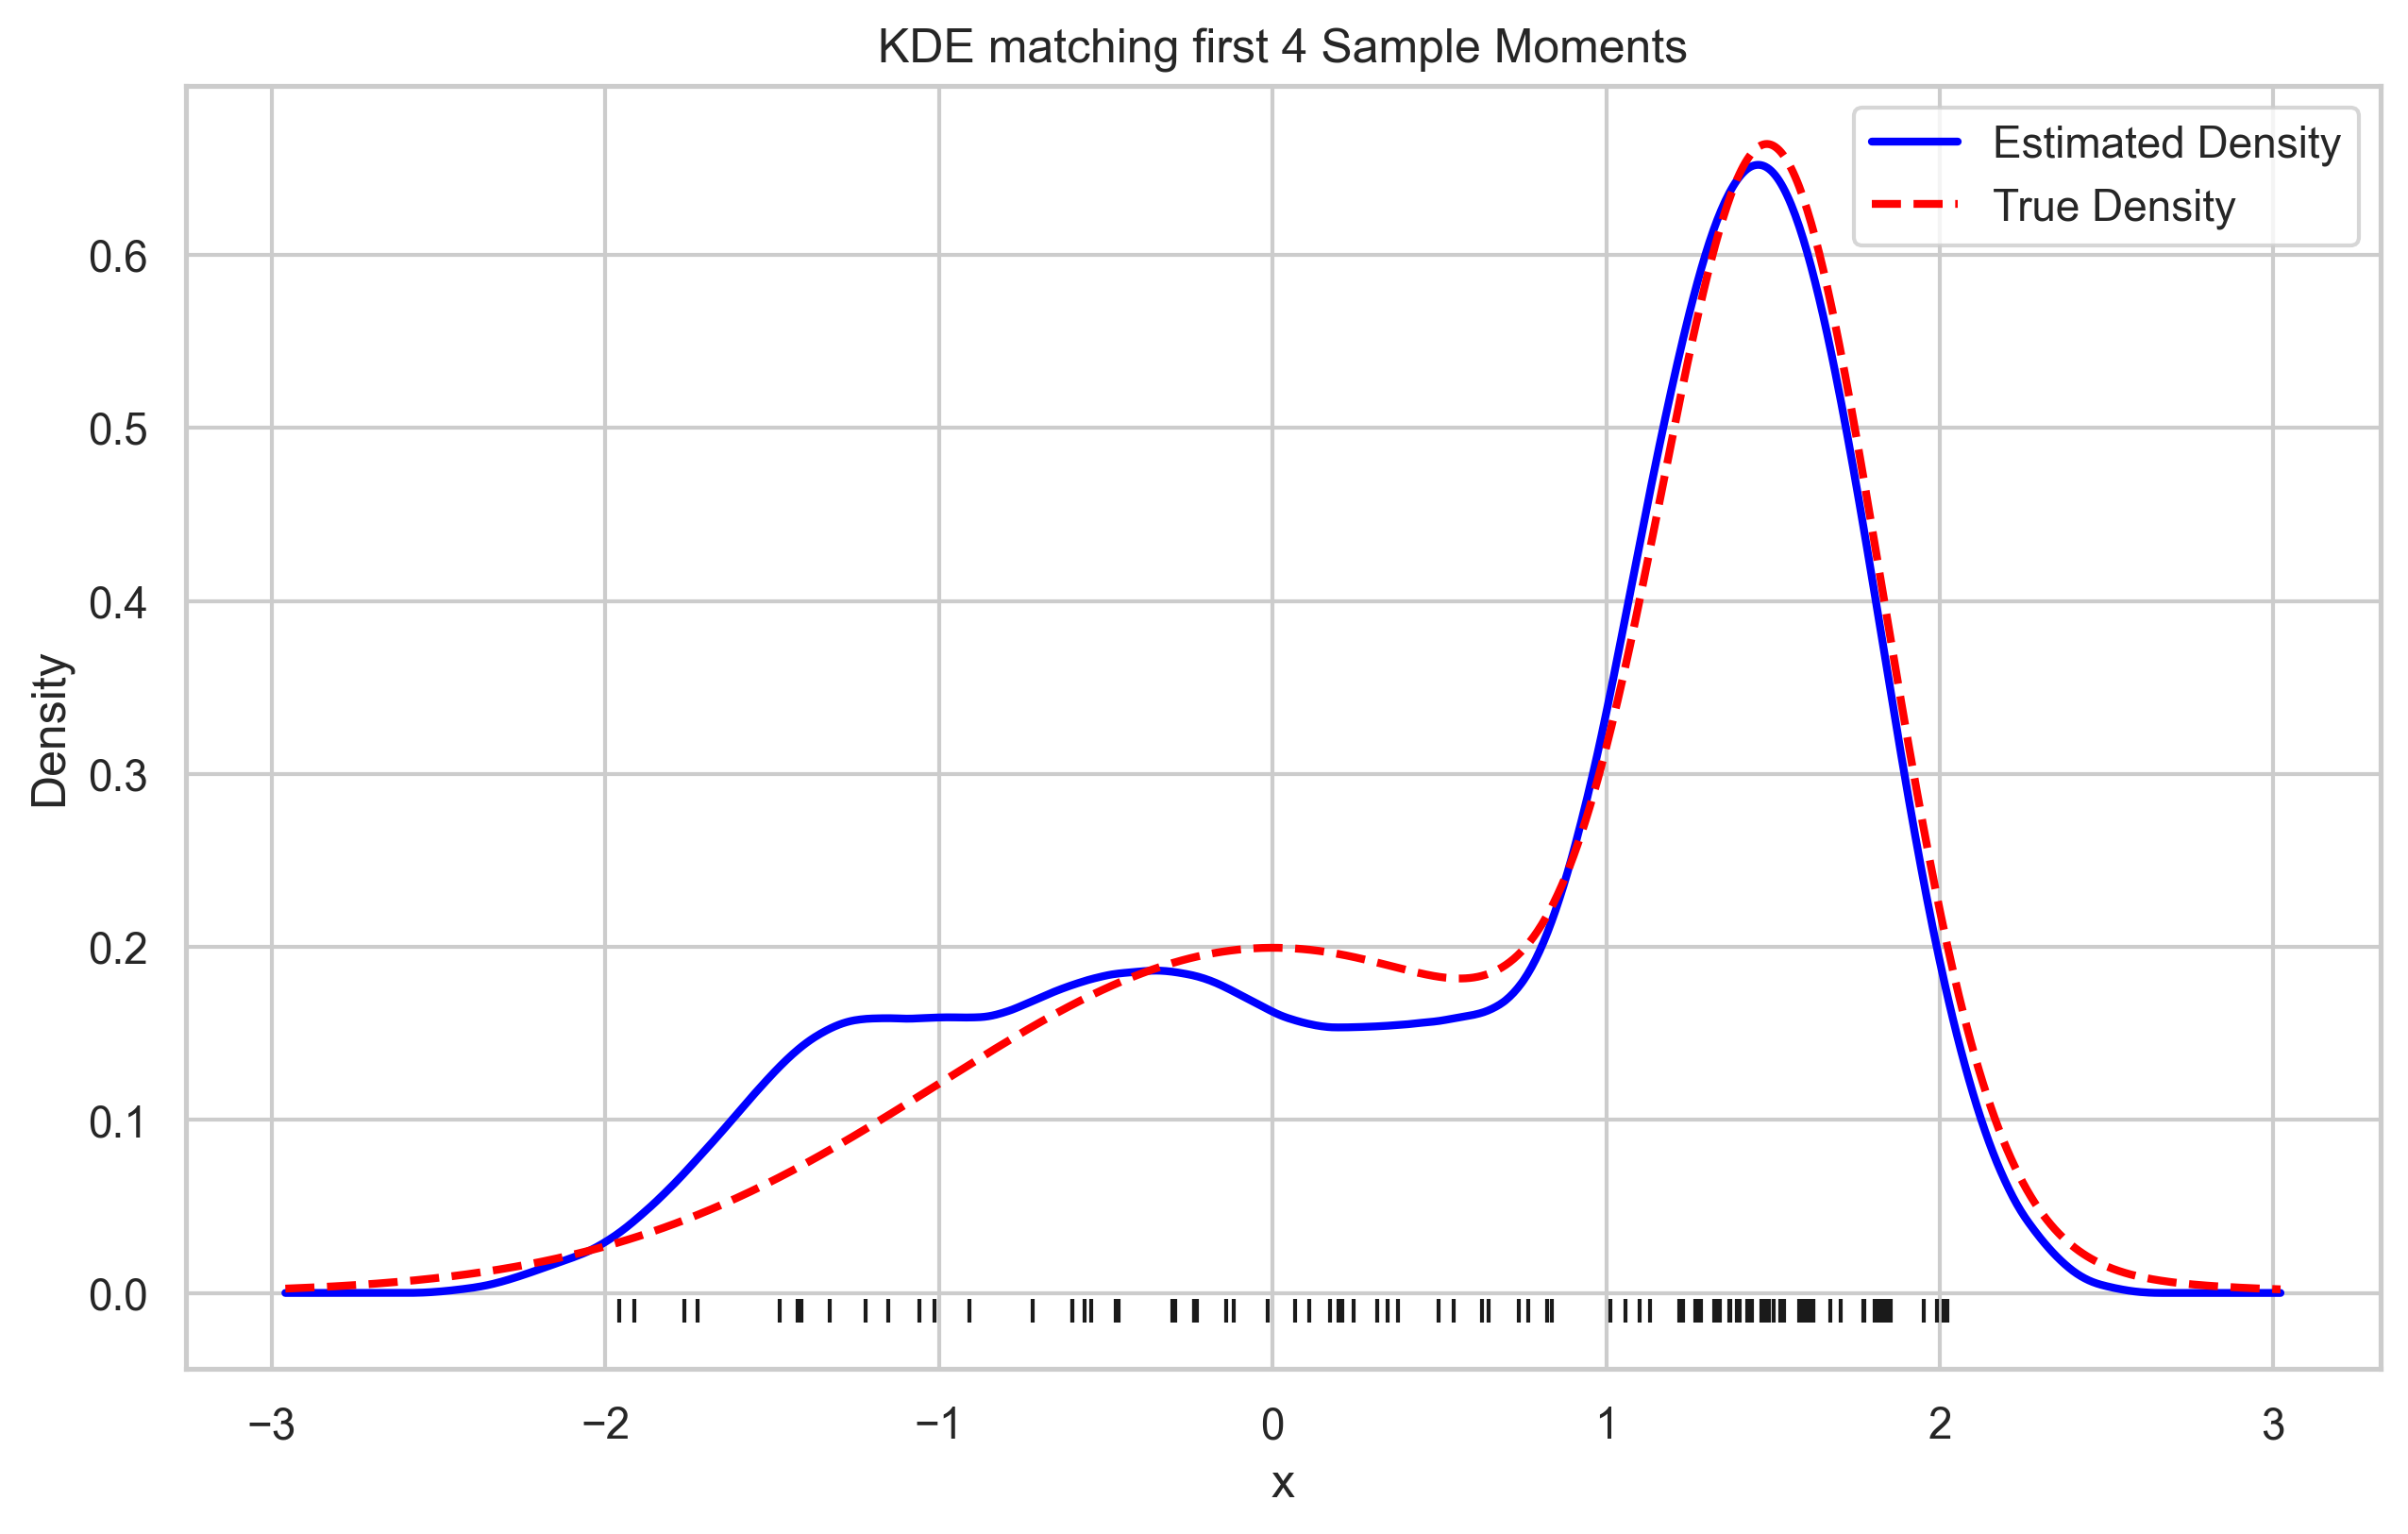 KDE matching first 4 Sample Moments
Estimated Density
True Density
Density
0.6
0.5
0.4
0.3
0.2
0.1
0.0
−3 −2 −1 0 1 2 3
x